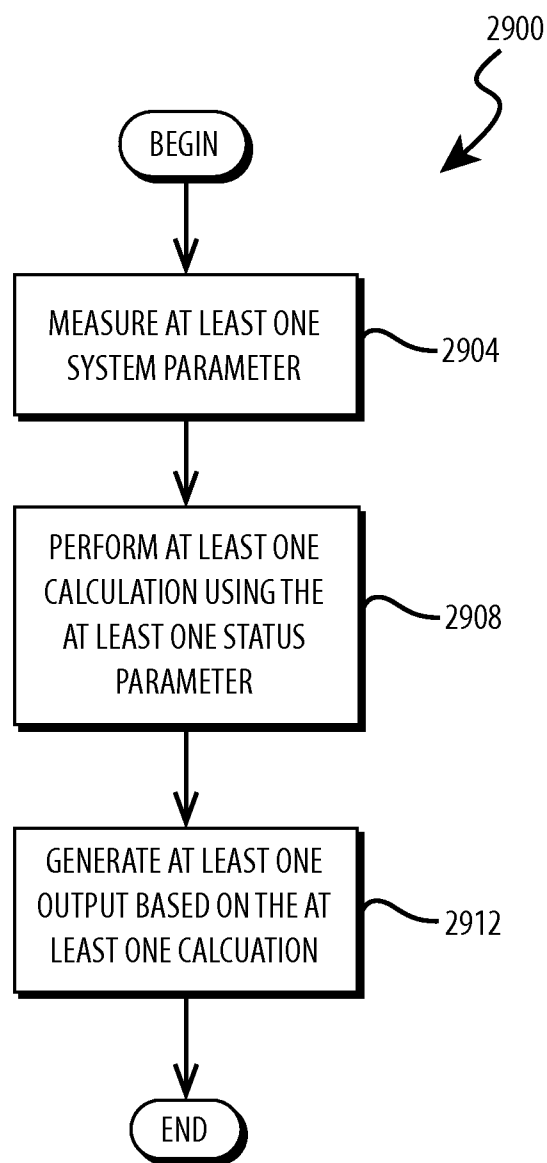 2900
BEGIN
MEASURE AT LEAST ONE
SYSTEM PARAMETER
2904
PERFORM AT LEAST ONE
CALCULATION USING THE
AT LEAST ONE STATUS
PARAMETER
2908
GENERATE AT LEAST ONE
OUTPUT BASED ON THE AT
LEAST ONE CALCUATION
2912
END